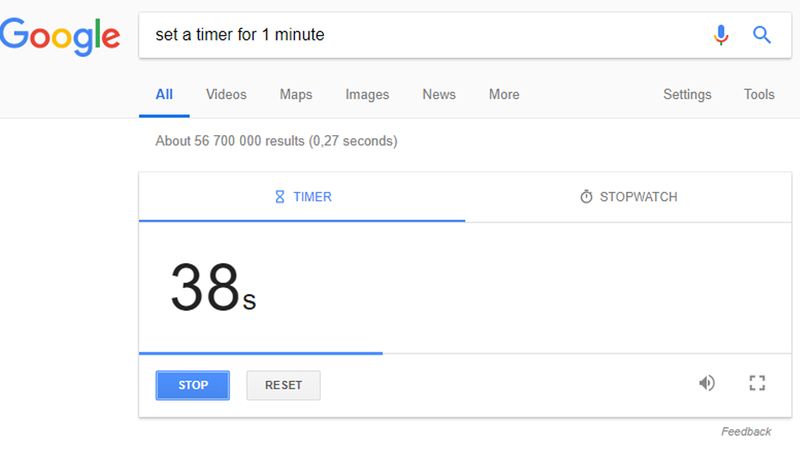 Google
set a timer for 1 minute
All Videos Maps Images News More Settings Tools
About 56 700 000 results (0,27 seconds)
TIMER STOPWATCH
38s
STOP RESET
Feedback